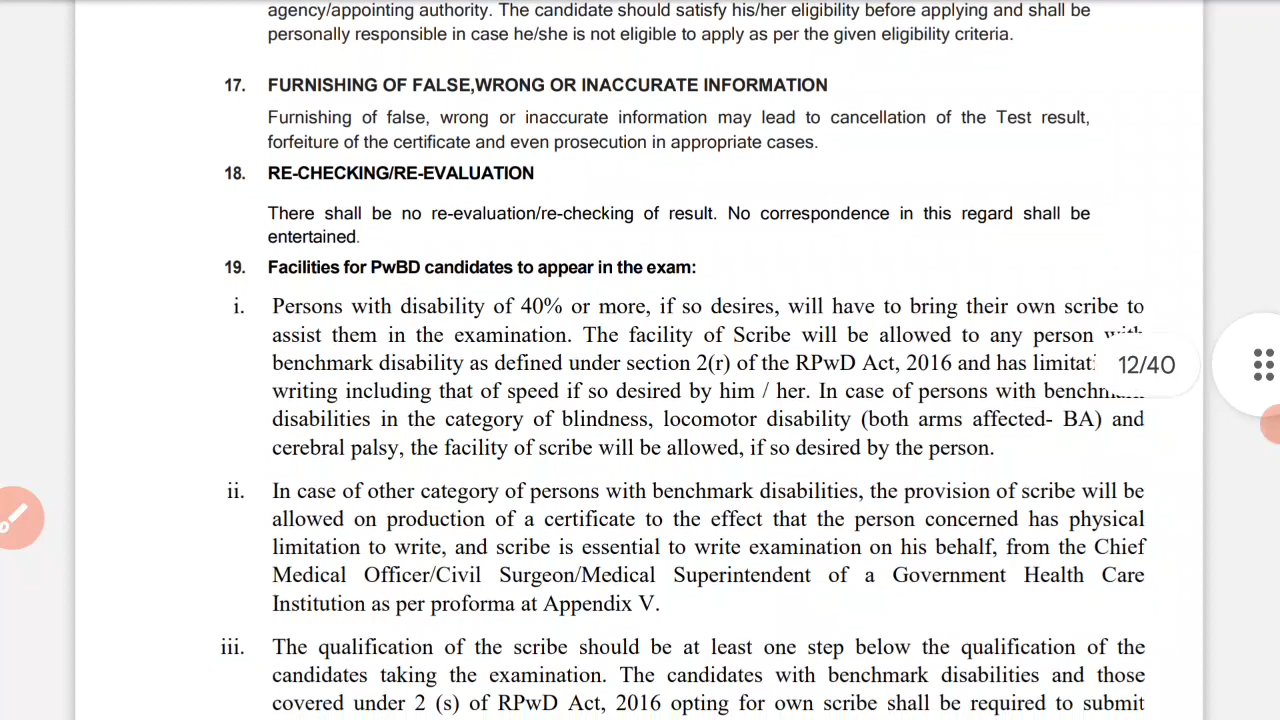 agency/appointing authority. The candidate should satisfy his/her eligibility before applying and shall be
personally responsible in case he/she is not eligible to apply as per the given eligibility criteria.
17. FURNISHING OF FALSE,WRONG OR INACCURATE INFORMATION
Furnishing of false, wrong or inaccurate information may lead to cancellation of the Test result,
forfeiture of the certificate and even prosecution in appropriate cases.
18. RE-CHECKING/RE-EVALUATION
There shall be no re-evaluation/re-checking of result. No correspondence in this regard shall be
entertained.
19. Facilities for PwBD candidates to appear in the exam:
i. Persons with disability of 40% or more, if so desires, will have to bring their own scribe to
assist them in the examination. The facility of Scribe will be allowed to any person
benchmark disability as defined under section 2(r) of the RPwD Act, 2016 and has
12/40
writing including that of speed if so desired by him / her. In case of persons with
disabilities in the category of blindness, locomotor disability (both arms affected- BA) and
cerebral palsy, the facility of scribe will be allowed, if so desired by the person.
ii. In case of other category of persons with benchmark disabilities, the provision of scribe will be
allowed on production of a certificate to the effect that the person concerned has physical
limitation to write, and scribe is essential to write examination on his behalf, from the Chief
Medical Officer/Civil Surgeon/Medical Superintendent of a Government Health Care
Institution as per proforma at Appendix V.
iii. The qualification of the scribe should be at least one step below the qualification of the
candidates taking the examination. The candidates with benchmark disabilities and those
covered under 2 (s) of RPwD Act, 2016 opting for own scribe shall be required to submit